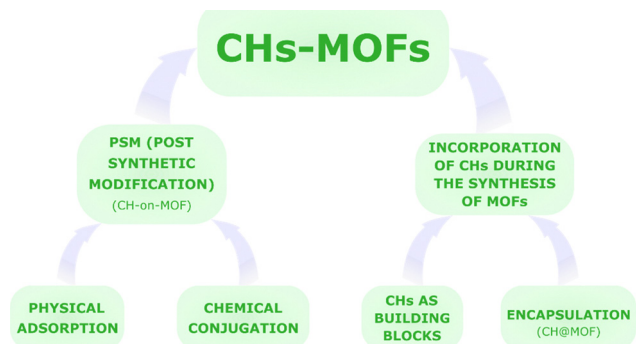 CHs-MOFs
PSM (POST
SYNTHETIC
MODIFICATION)
(CH-on-MOF)
INCORPORATION
OF CHs DURING
THE SYNTHESIS
OF MOFs
PHYSICAL
ADSORPTION
CHEMICAL
CONJUGATION
CHs AS
BUILDING
BLOCKS
ENCAPSULATION
(CH@MOF)